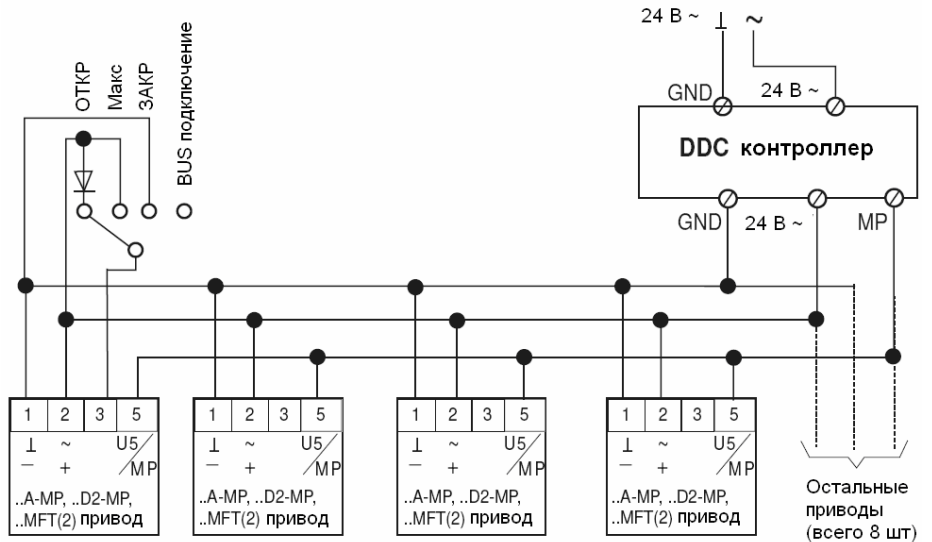 24 В ~ ⊥ ~
ОТКР
Макс
ЗАКР
BUS подключение
GND 24 В ~
DDC контроллер
GND 24 В ~ MP
1 2 3 5
⊥ ~ U5/MP
– +
..A-MP, ..D2-MP,
..MFT(2) привод
1 2 3 5
⊥ ~ U5/MP
– +
..A-MP, ..D2-MP,
..MFT(2) привод
1 2 3 5
⊥ ~ U5/MP
– +
..A-MP, ..D2-MP,
..MFT(2) привод
1 2 3 5
⊥ ~ U5/MP
– +
..A-MP, ..D2-MP,
..MFT(2) привод
Остальные
приводы
(всего 8 шт)